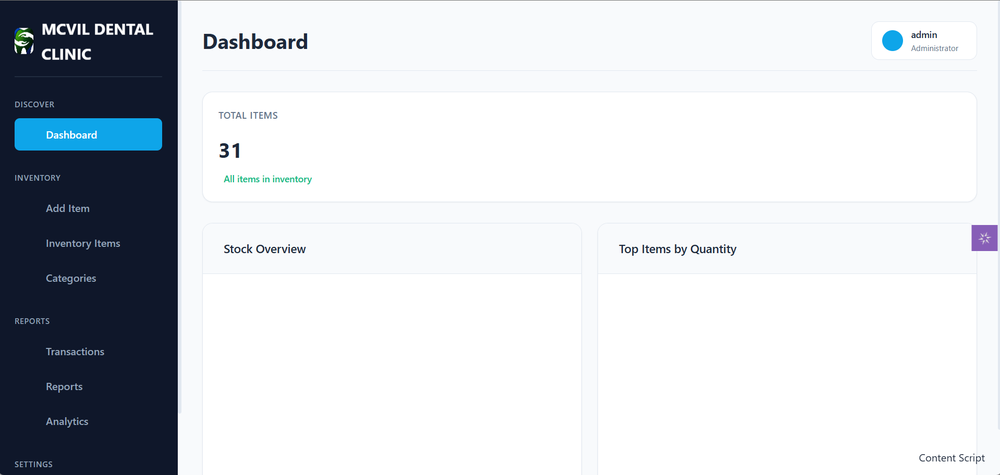 MCVIL DENTAL
CLINIC
DISCOVER
Dashboard
INVENTORY
Add Item
Inventory Items
Categories
REPORTS
Transactions
Reports
Analytics
SETTINGS
Dashboard
admin
Administrator
TOTAL ITEMS
31
All items in inventory
Stock Overview
Top Items by Quantity
Content Script